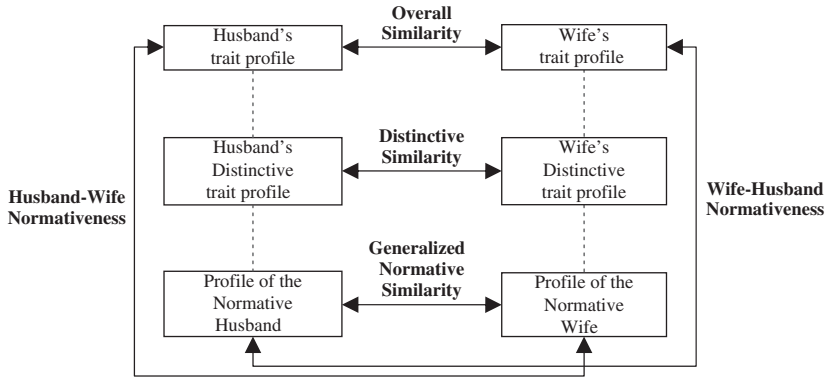 Overall
Similarity
Husband's
trait profile
Wife's
trait profile
Distinctive
Similarity
Husband's
Distinctive
trait profile
Wife's
Distinctive
trait profile
Husband-Wife
Normativeness
Wife-Husband
Normativeness
Generalized
Normative
Similarity
Profile of the
Normative
Husband
Profile of the
Normative
Wife